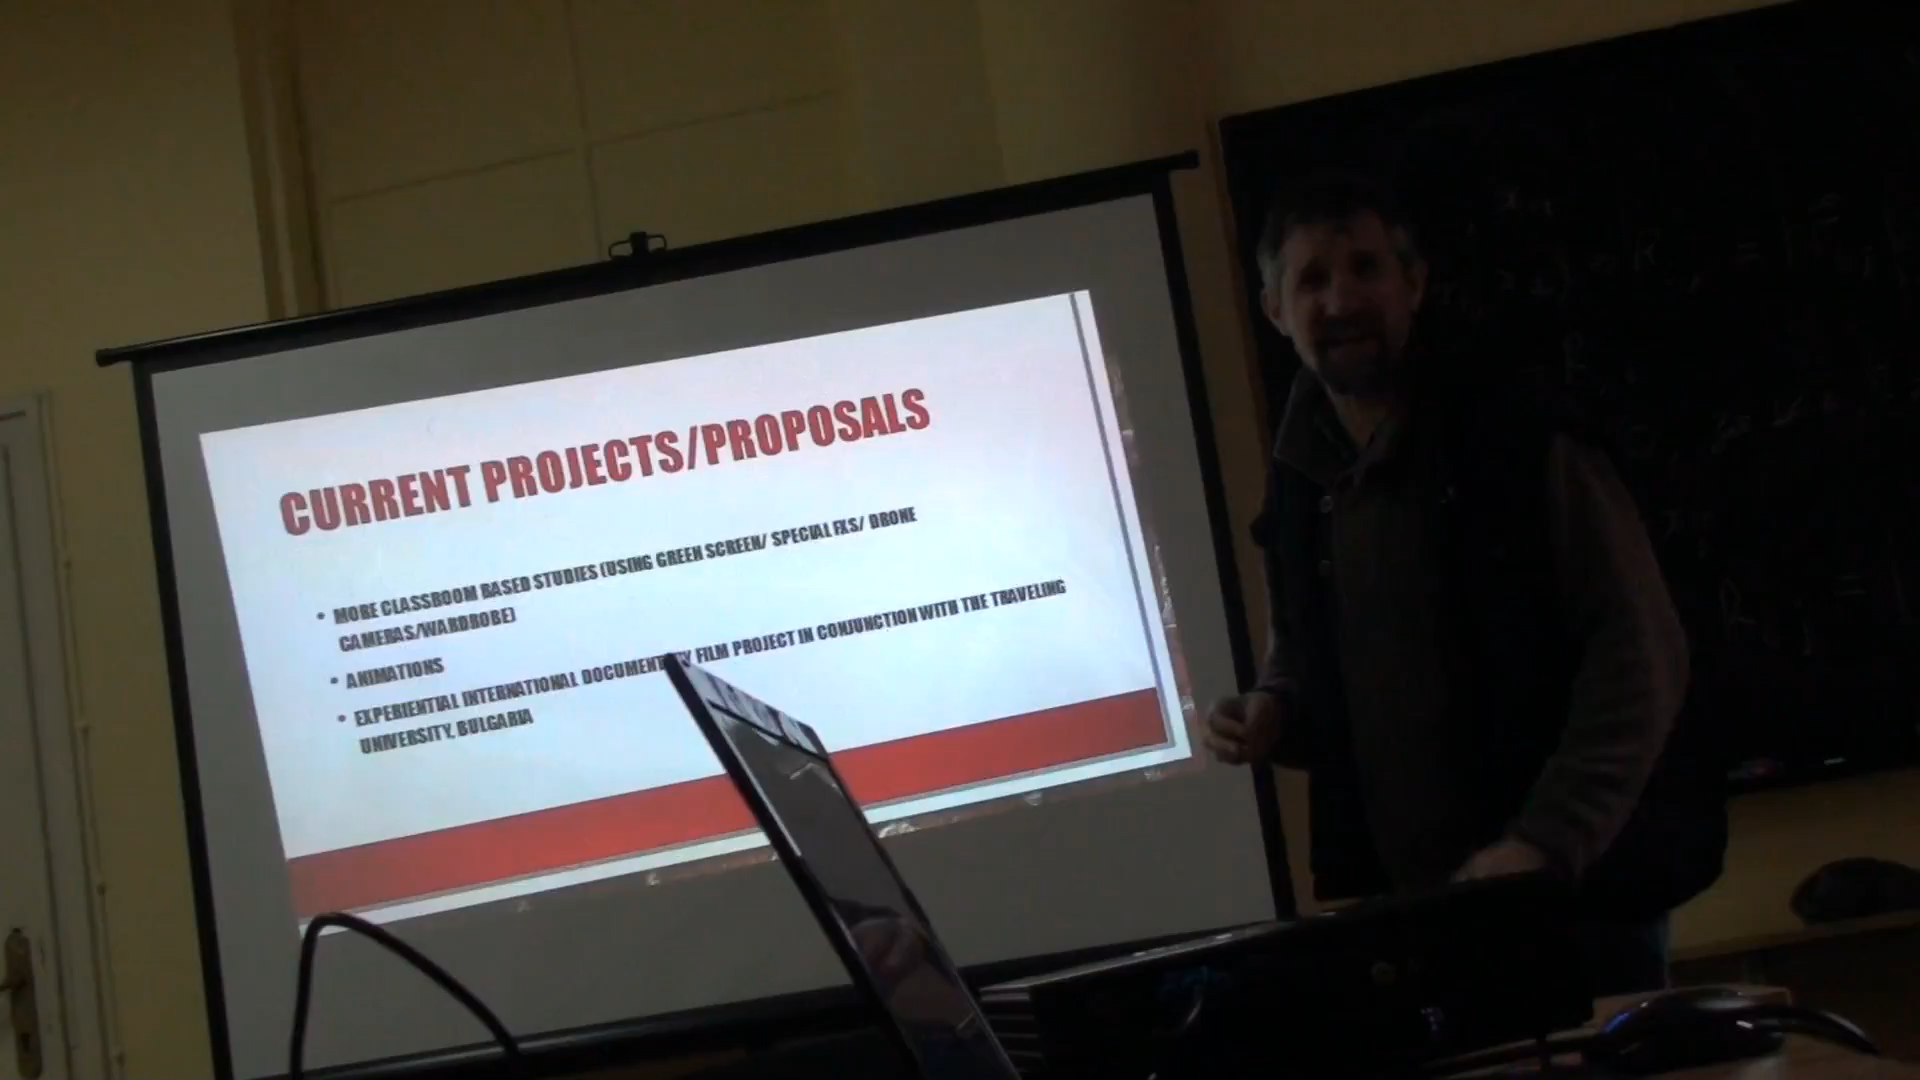 CURRENT PROJECTS/PROPOSALS
• MORE CLASSROOM BASED STUDIES (USING GREEN SCREEN/ SPECIAL FXS/ DRONE
CAMERAS/WARDROBE)
• ANIMATIONS
• EXPERIENTIAL INTERNATIONAL DOCUMENTARY FILM PROJECT IN CONJUNCTION WITH THE TRAVELING
UNIVERSITY, BULGARIA